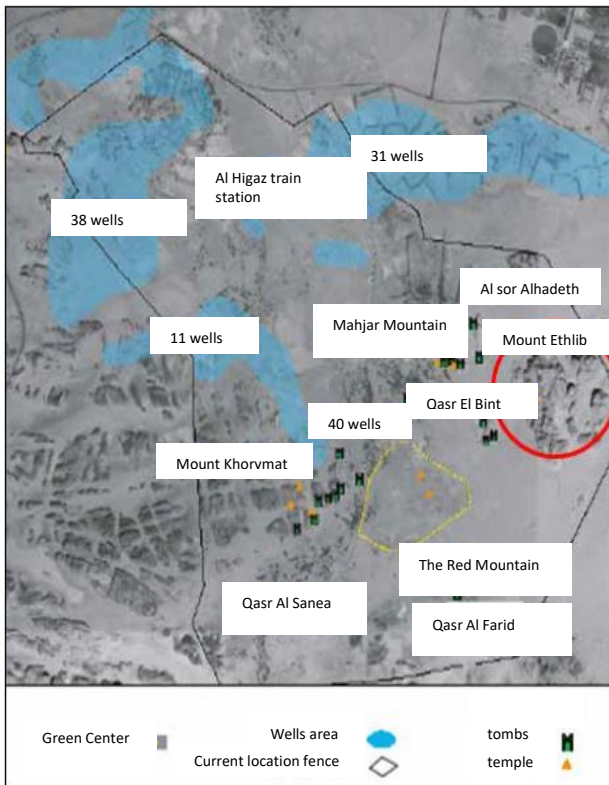 31 wells
Al Higaz train
station
38 wells
Al sor Alhadeth
Mahjar Mountain
Mount Ethlib
11 wells
Qasr El Bint
40 wells
Mount Khorvmat
The Red Mountain
Qasr Al Sanea
Qasr Al Farid
Green Center
Wells area
tombs
Current location fence
temple